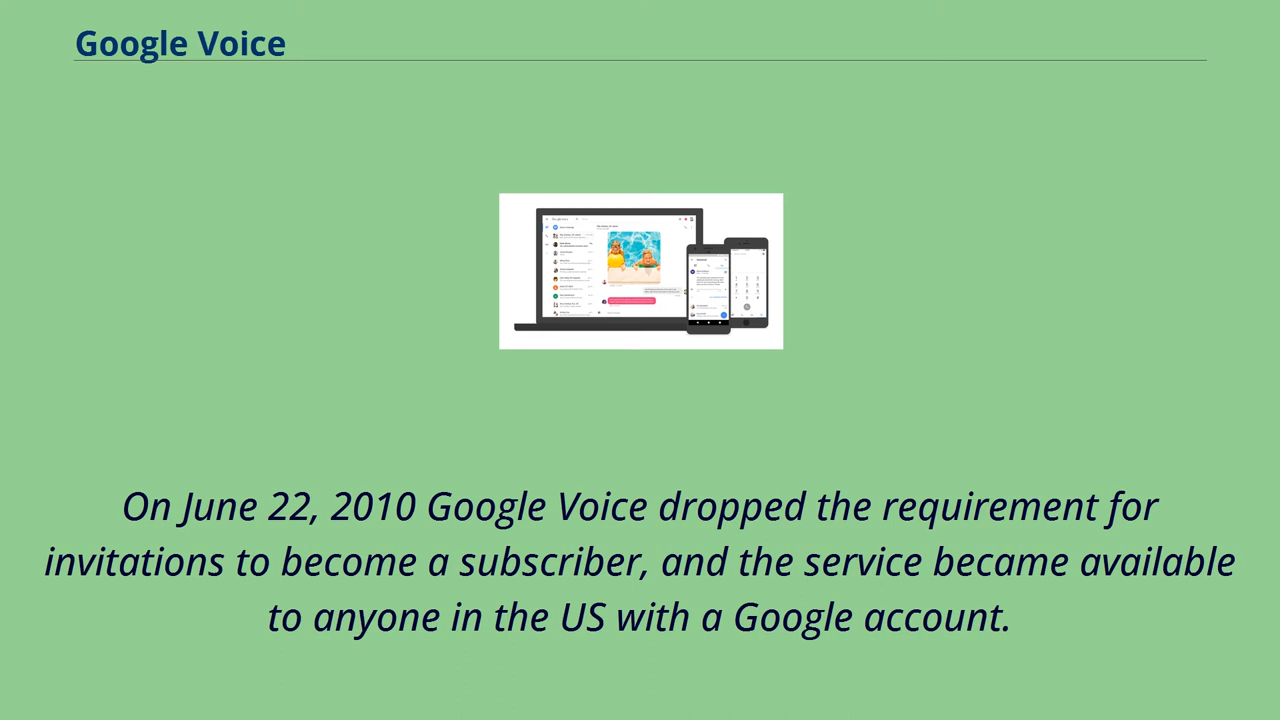 Google Voice
On June 22, 2010 Google Voice dropped the requirement for
invitations to become a subscriber, and the service became available
to anyone in the US with a Google account.